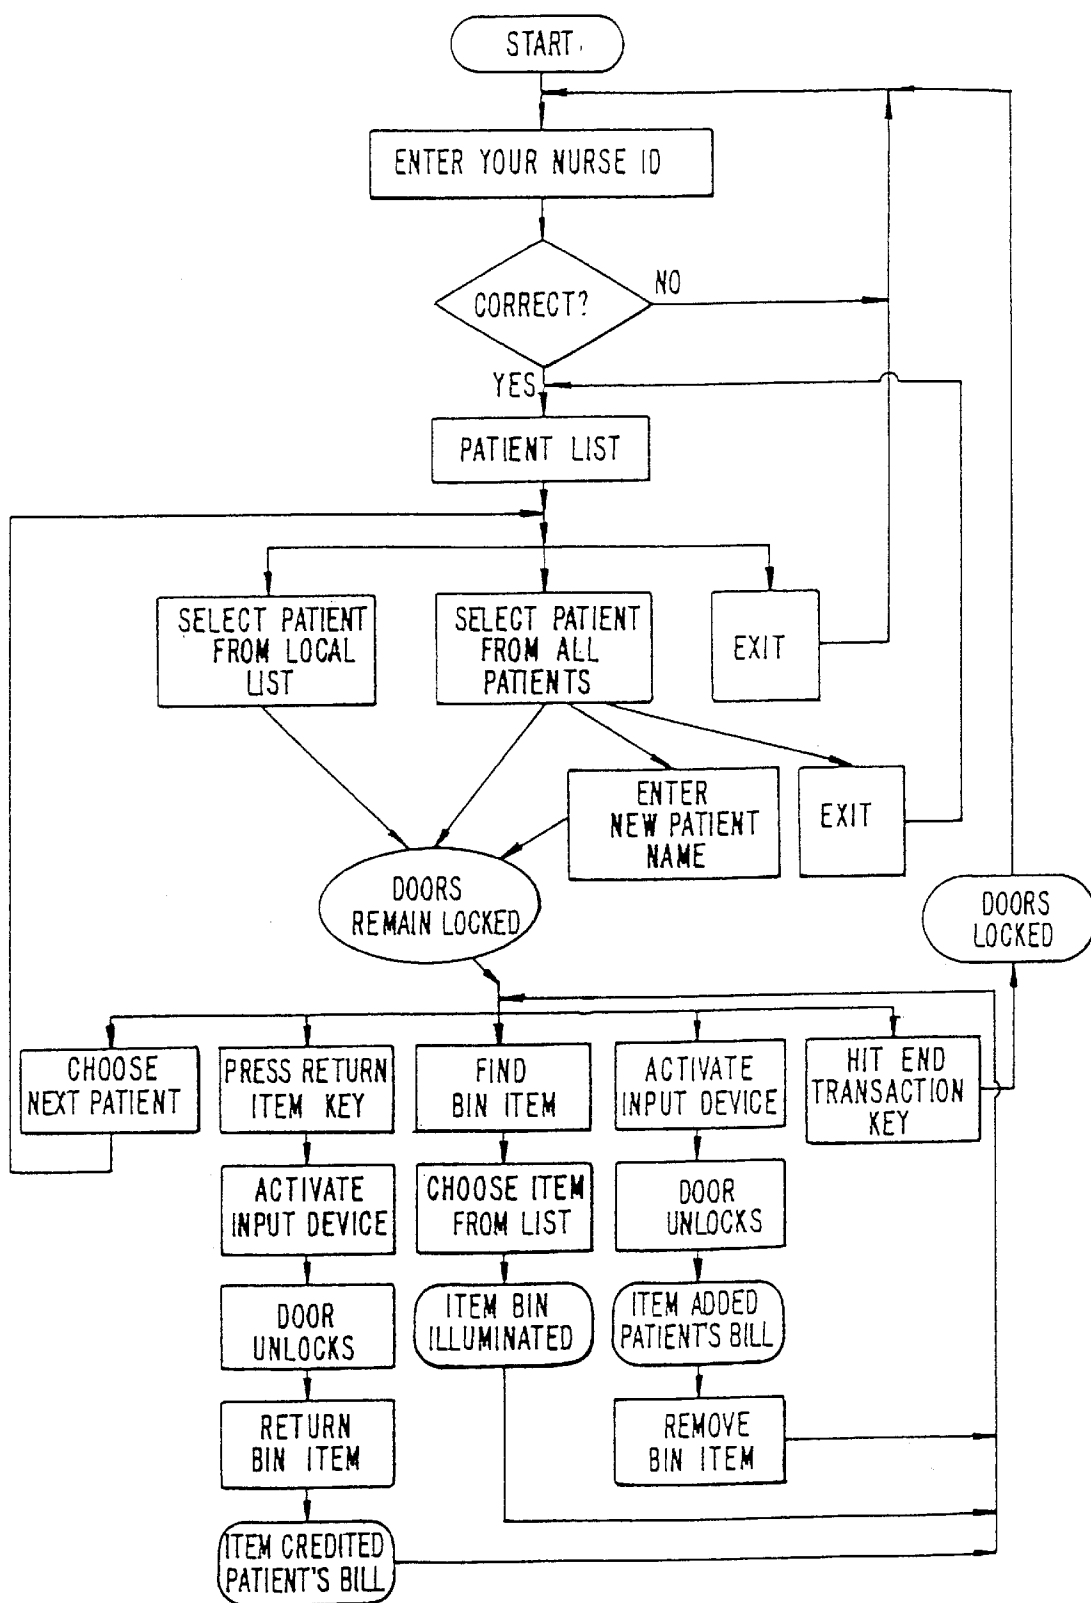 START
ENTER YOUR NURSE ID
CORRECT?
NO
YES
PATIENT LIST
SELECT PATIENT
FROM LOCAL
LIST
SELECT PATIENT
FROM ALL
PATIENTS
EXIT
ENTER
NEW PATIENT
NAME
EXIT
DOORS
REMAIN LOCKED
DOORS
LOCKED
CHOOSE
NEXT PATIENT
PRESS RETURN
ITEM KEY
FIND
BIN ITEM
ACTIVATE
INPUT DEVICE
HIT END
TRANSACTION
KEY
ACTIVATE
INPUT DEVICE
CHOOSE ITEM
FROM LIST
DOOR
UNLOCKS
DOOR
UNLOCKS
ITEM BIN
ILLUMINATED
ITEM ADDED
PATIENT'S BILL
RETURN
BIN ITEM
REMOVE
BIN ITEM
ITEM CREDITED
PATIENT'S BILL